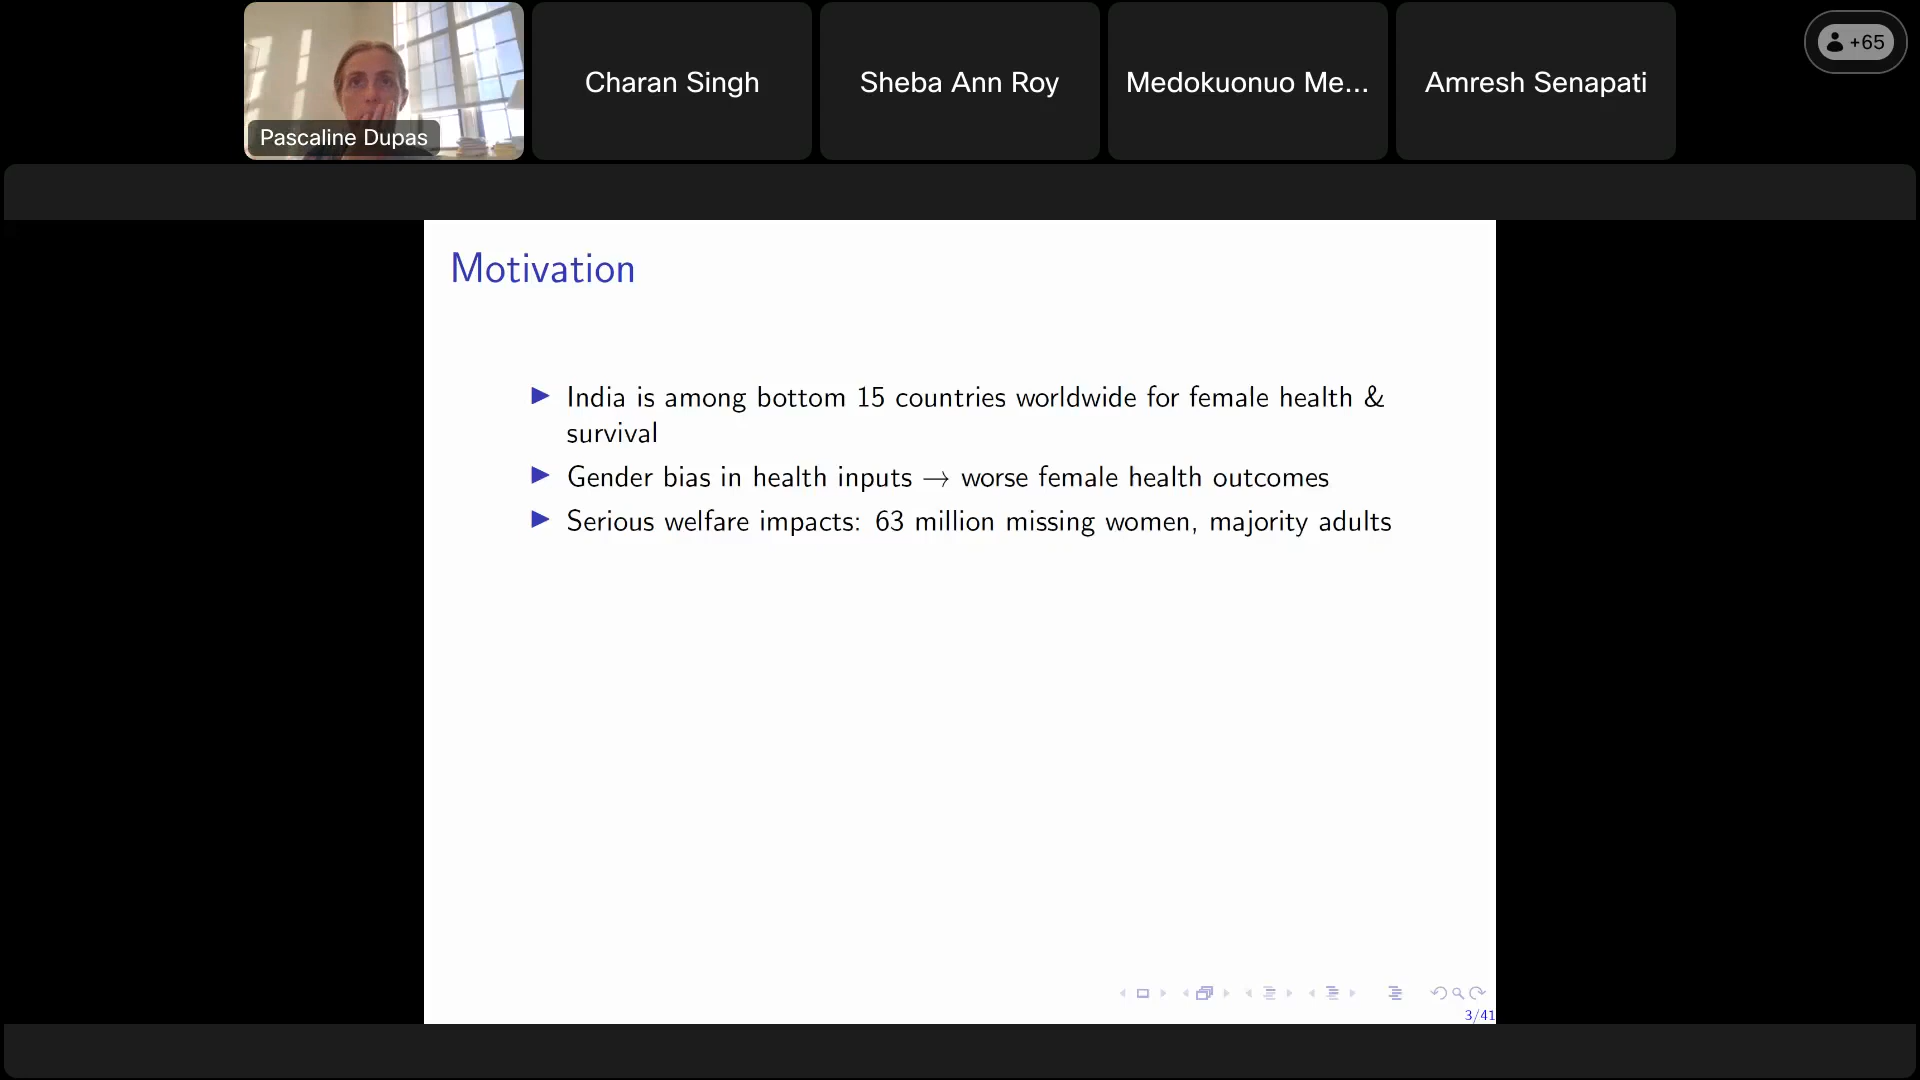 Pascaline Dupas
Charan Singh
Sheba Ann Roy
Medokuonuo Me...
Amresh Senapati
+65
Motivation
India is among bottom 15 countries worldwide for female health &
survival
Gender bias in health inputs → worse female health outcomes
Serious welfare impacts: 63 million missing women, majority adults
3/41